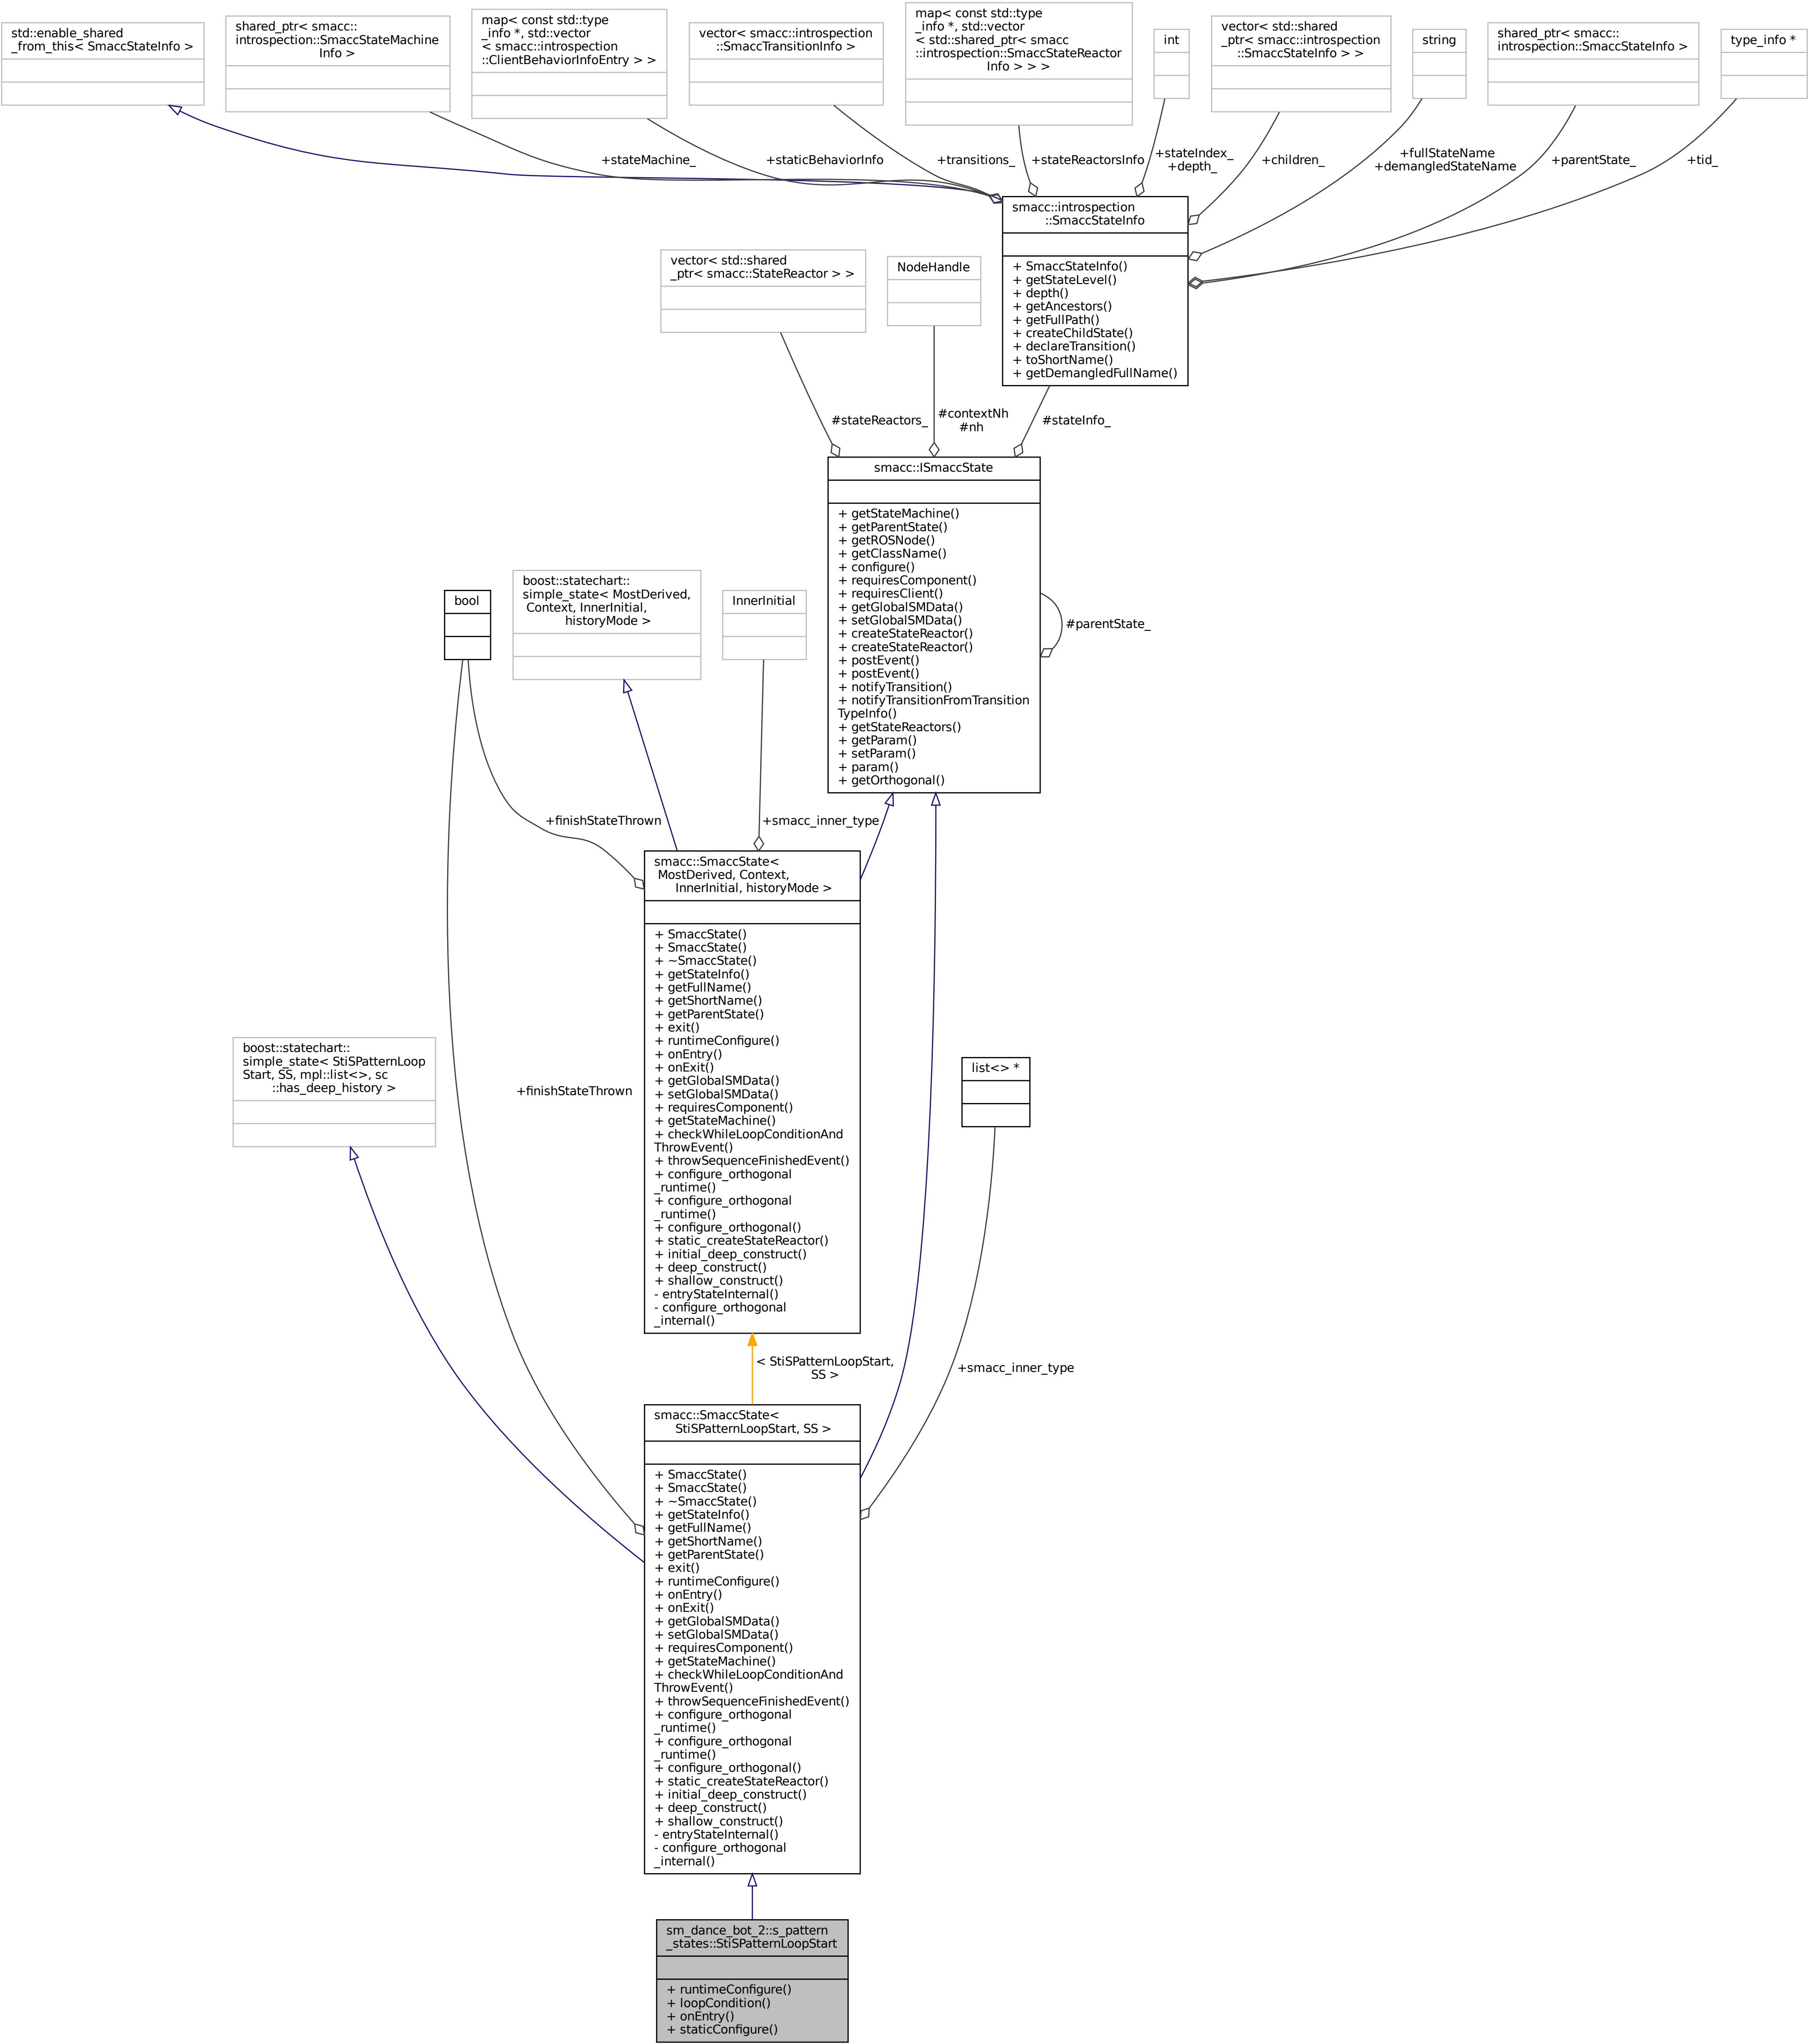 std::enable_shared
_from_this< SmaccStateInfo >
shared_ptr< smacc::
introspection::SmaccStateMachine
Info >
map< const std::type
_info *, std::vector
< smacc::introspection
::ClientBehaviorInfoEntry > >
vector< smacc::introspection
::SmaccTransitionInfo >
map< const std::type
_info *, std::vector
< std::shared_ptr< smacc
::introspection::SmaccStateReactor
Info > > >
int
vector< std::shared
_ptr< smacc::introspection
::SmaccStateInfo > >
string
shared_ptr< smacc::
introspection::SmaccStateInfo >
type_info *
+stateMachine_
+staticBehaviorInfo
+transitions_
+stateReactorsInfo
+stateIndex_
+depth_
+children_
+fullStateName
+demangledStateName
+parentState_
+tid_
smacc::introspection
::SmaccStateInfo
+ SmaccStateInfo()
+ getStateLevel()
+ depth()
+ getAncestors()
+ getFullPath()
+ createChildState()
+ declareTransition()
+ toShortName()
+ getDemangledFullName()
vector< std::shared
_ptr< smacc::StateReactor > >
NodeHandle
#stateReactors_
#contextNh
#nh
#stateInfo_
smacc::ISmaccState
+ getStateMachine()
+ getParentState()
+ getROSNode()
+ getClassName()
+ configure()
+ requiresComponent()
+ requiresClient()
+ getGlobalSMData()
+ setGlobalSMData()
+ createStateReactor()
+ createStateReactor()
+ postEvent()
+ postEvent()
+ notifyTransition()
+ notifyTransitionFromTransition
TypeInfo()
+ getStateReactors()
+ getParam()
+ setParam()
+ param()
+ getOrthogonal()
#parentState_
bool
boost::statechart::
simple_state< MostDerived,
Context, InnerInitial,
historyMode >
InnerInitial
+finishStateThrown
+smacc_inner_type
smacc::SmaccState<
MostDerived, Context,
InnerInitial, historyMode >
+ SmaccState()
+ SmaccState()
+ ~SmaccState()
+ getStateInfo()
+ getFullName()
+ getShortName()
+ getParentState()
+ exit()
+ runtimeConfigure()
+ onEntry()
+ onExit()
+ getGlobalSMData()
+ setGlobalSMData()
+ requiresComponent()
+ getStateMachine()
+ checkWhileLoopConditionAnd
ThrowEvent()
+ throwSequenceFinishedEvent()
+ configure_orthogonal
_runtime()
+ configure_orthogonal
_runtime()
+ configure_orthogonal()
+ static_createStateReactor()
+ initial_deep_construct()
+ deep_construct()
+ shallow_construct()
- entryStateInternal()
- configure_orthogonal
_internal()
boost::statechart::
simple_state< StiSPatternLoop
Start, SS, mpl::list<>, sc
::has_deep_history >
+finishStateThrown
list<> *
< StiSPatternLoopStart,
SS >
+smacc_inner_type
smacc::SmaccState<
StiSPatternLoopStart, SS >
+ SmaccState()
+ SmaccState()
+ ~SmaccState()
+ getStateInfo()
+ getFullName()
+ getShortName()
+ getParentState()
+ exit()
+ runtimeConfigure()
+ onEntry()
+ onExit()
+ getGlobalSMData()
+ setGlobalSMData()
+ requiresComponent()
+ getStateMachine()
+ checkWhileLoopConditionAnd
ThrowEvent()
+ throwSequenceFinishedEvent()
+ configure_orthogonal
_runtime()
+ configure_orthogonal
_runtime()
+ configure_orthogonal()
+ static_createStateReactor()
+ initial_deep_construct()
+ deep_construct()
+ shallow_construct()
- entryStateInternal()
- configure_orthogonal
_internal()
sm_dance_bot_2::s_pattern
_states::StiSPatternLoopStart
+ runtimeConfigure()
+ loopCondition()
+ onEntry()
+ staticConfigure()